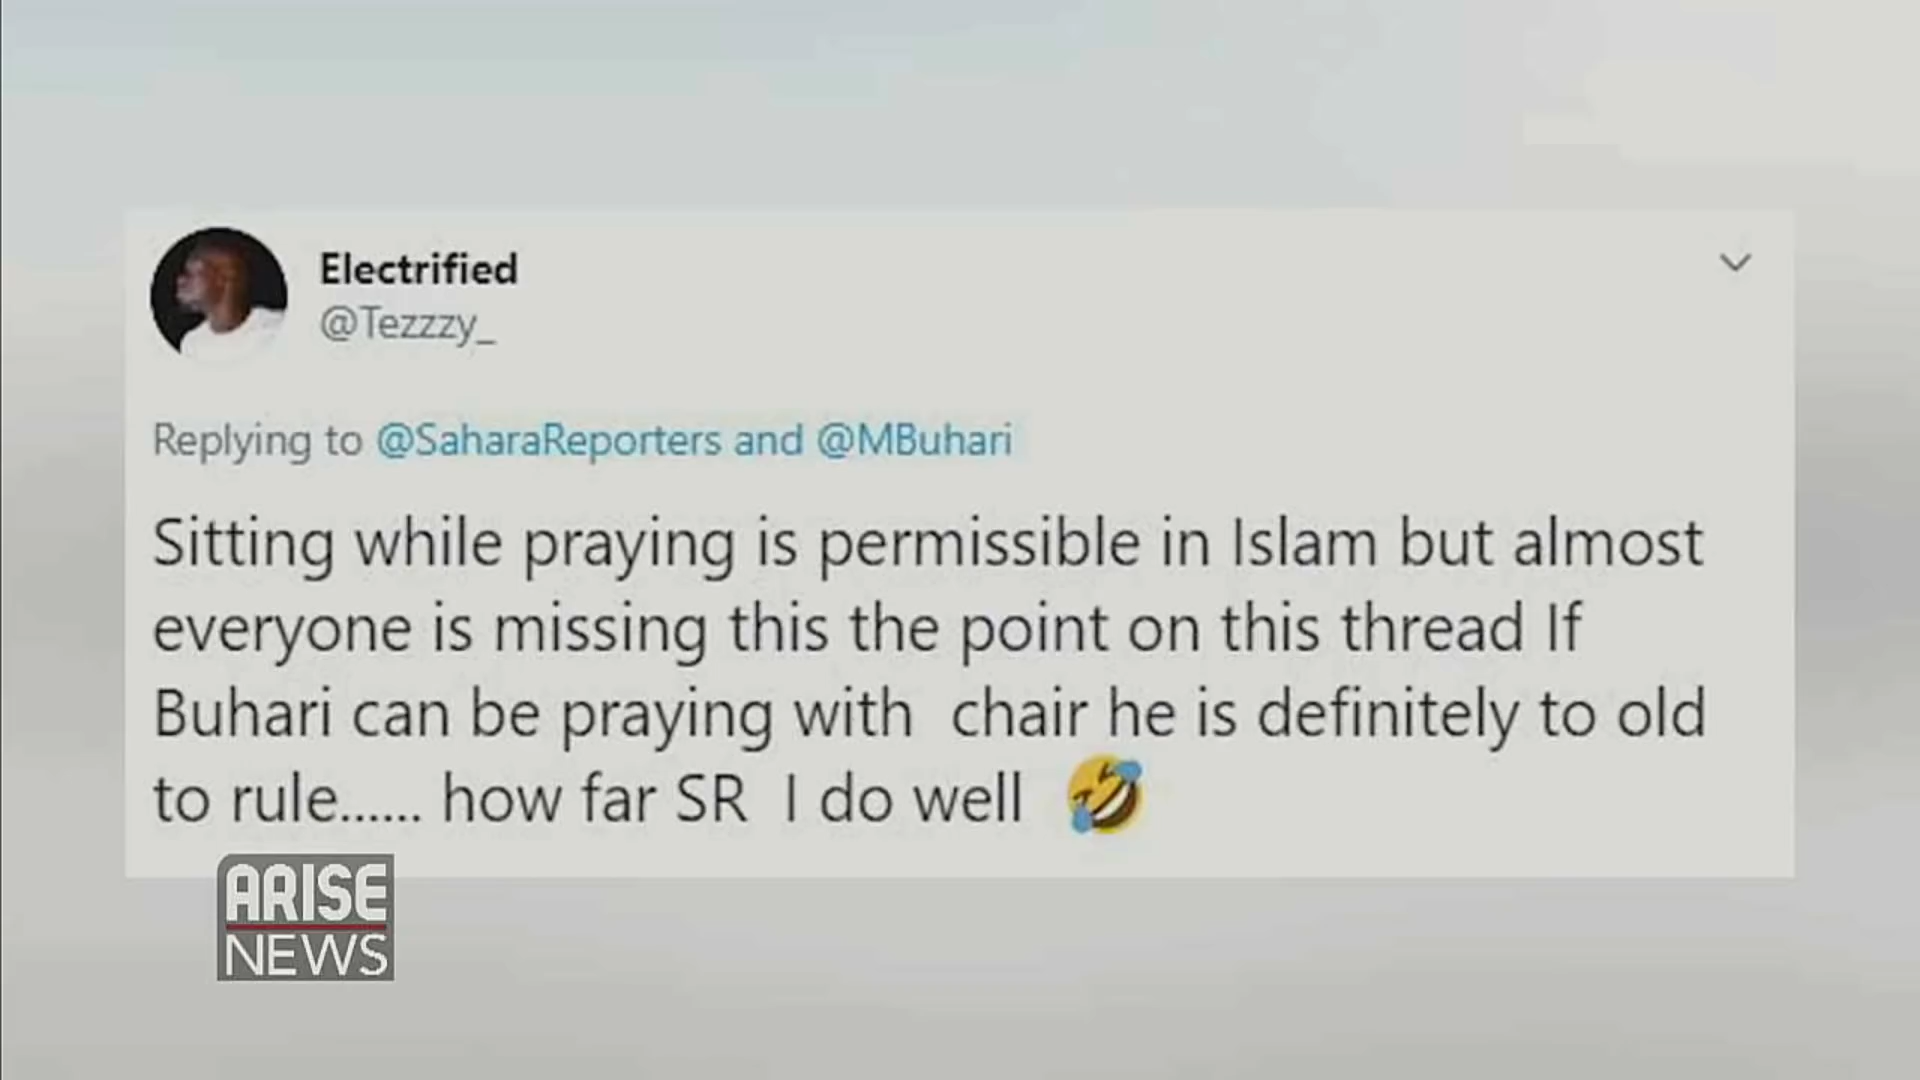 Electrified
@Tezzzy_
Replying to @SaharaReporters and @MBuhari
Sitting while praying is permissible in Islam but almost
everyone is missing this the point on this thread If
Buhari can be praying with  chair he is definitely to old
to rule...... how far SR  I do well 🤣
ARISE
NEWS